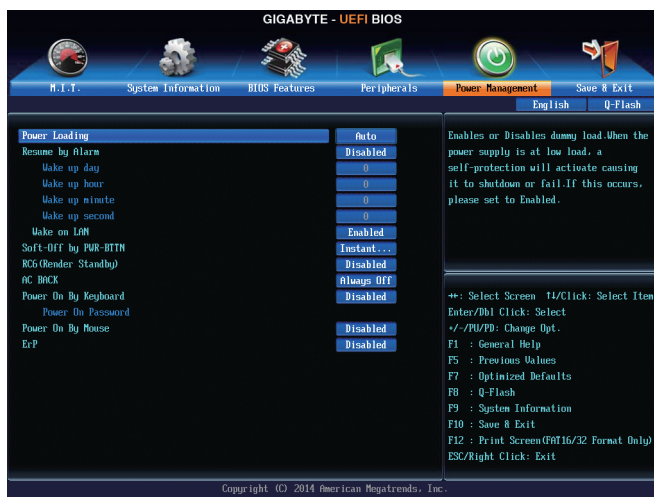 GIGABYTE - UEFI BIOS
M.I.T. System Information BIOS Features Peripherals Power Management Save & Exit
English Q-Flash
Power Loading Auto
Resume by Alarm Disabled
Wake up day 0
Wake up hour 0
Wake up minute 0
Wake up second 0
Wake on LAN Enabled
Soft-Off by PWR-BTTN Instant...
RC6(Render Standby) Disabled
AC BACK Always Off
Power On By Keyboard Disabled
Power On Password
Power On By Mouse Disabled
ErP Disabled
Enables or Disables dummy load.When the
power supply is at low load, a
self-protection will activate causing
it to shutdown or fail.If this occurs,
please set to Enabled.
→←: Select Screen ↑↓/Click: Select Item
Enter/Dbl Click: Select
+/-/PU/PD: Change Opt.
F1 : General Help
F5 : Previous Values
F7 : Optimized Defaults
F8 : Q-Flash
F9 : System Information
F10 : Save & Exit
F12 : Print Screen(FAT16/32 Format Only)
ESC/Right Click: Exit
Copyright (C) 2014 American Megatrends, Inc.